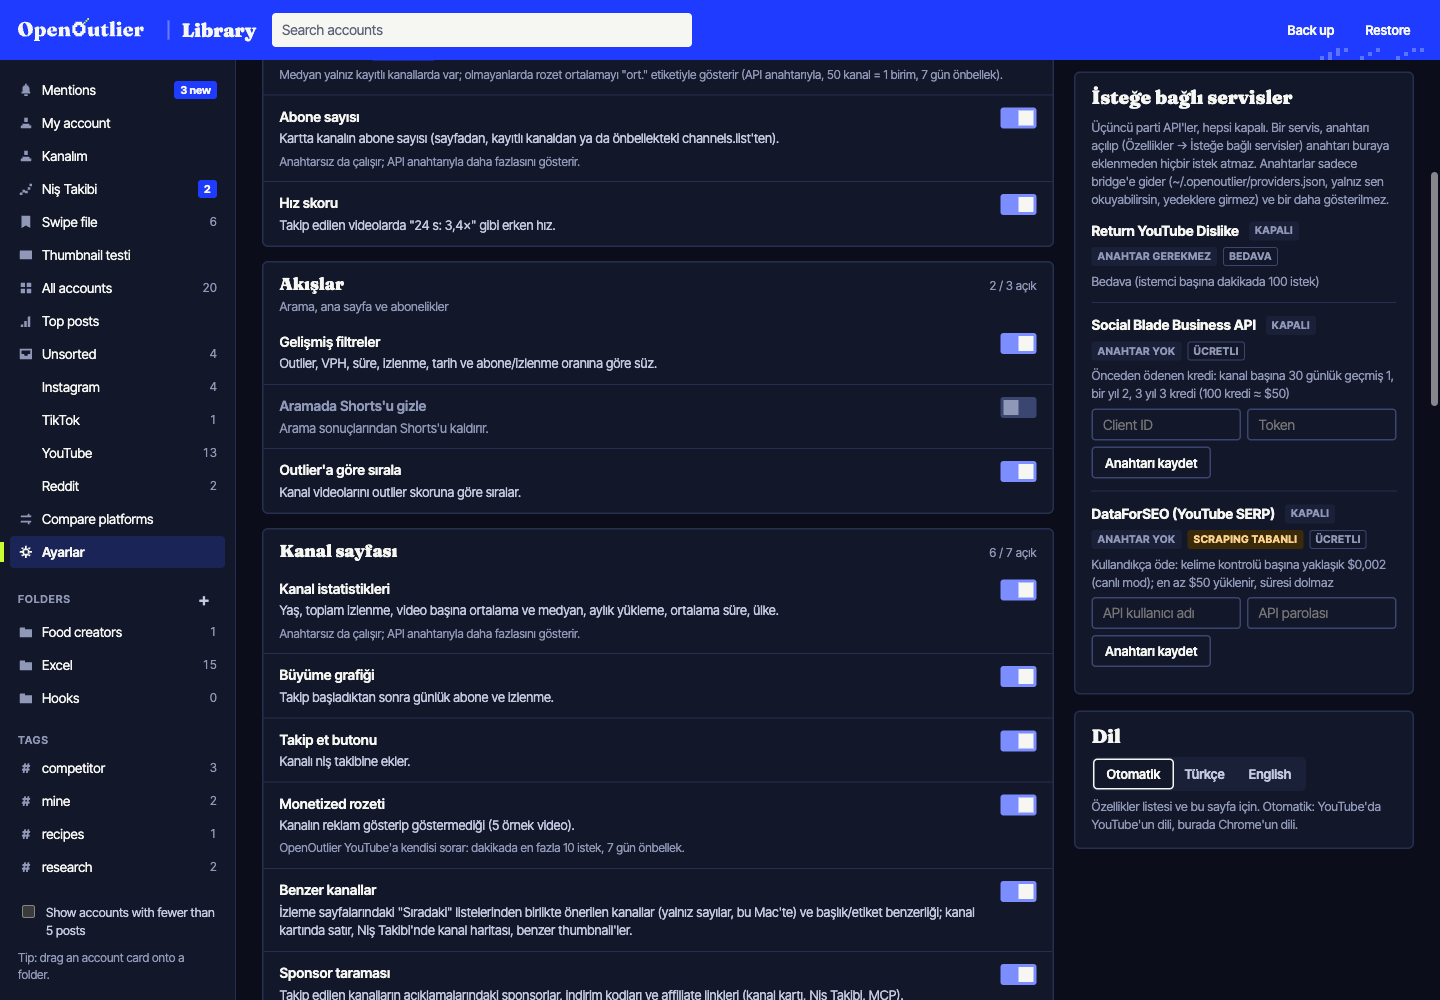 OpenOutlier
Library
Search accounts
Back up
Restore
Mentions
3 new
My account
Kanalım
Niş Takibi
2
Swipe file
6
Thumbnail testi
All accounts
20
Top posts
Unsorted
4
Instagram
4
TikTok
1
YouTube
13
Reddit
2
Compare platforms
Ayarlar
FOLDERS
+
Food creators
1
Excel
15
Hooks
0
TAGS
# competitor
3
# mine
2
# recipes
1
# research
2
Show accounts with fewer than
5 posts
Tip: drag an account card onto a
folder.
Medyan yalnız kayıtlı kanallarda var; olmayanlarda rozet ortalamayı "ort." etiketiyle gösterir (API anahtarıyla, 50 kanal = 1 birim, 7 gün önbellek).
Abone sayısı
Kartta kanalın abone sayısı (sayfadan, kayıtlı kanaldan ya da önbellekteki channels.list'ten).
Anahtarsız da çalışır; API anahtarıyla daha fazlasını gösterir.
Hız skoru
Takip edilen videolarda "24 s: 3,4×" gibi erken hız.
Akışlar
2 / 3 açık
Arama, ana sayfa ve abonelikler
Gelişmiş filtreler
Outlier, VPH, süre, izlenme, tarih ve abone/izlenme oranına göre süz.
Aramada Shorts'u gizle
Arama sonuçlarından Shorts'u kaldırır.
Outlier'a göre sırala
Kanal videolarını outlier skoruna göre sıralar.
Kanal sayfası
6 / 7 açık
Kanal istatistikleri
Yaş, toplam izlenme, video başına ortalama ve medyan, aylık yükleme, ortalama süre, ülke.
Anahtarsız da çalışır; API anahtarıyla daha fazlasını gösterir.
Büyüme grafiği
Takip başladıktan sonra günlük abone ve izlenme.
Takip et butonu
Kanalı niş takibine ekler.
Monetized rozeti
Kanalın reklam gösterip göstermediği (5 örnek video).
OpenOutlier YouTube'a kendisi sorar: dakikada en fazla 10 istek, 7 gün önbellek.
Benzer kanallar
İzleme sayfalarındaki "Sıradaki" listelerinden birlikte önerilen kanallar (yalnız sayılar, bu Mac'te) ve başlık/etiket benzerliği; kanal
kartında satır, Niş Takibi'nde kanal haritası, benzer thumbnail'ler.
Sponsor taraması
Takip edilen kanalların açıklamalarındaki sponsorlar, indirim kodları ve affiliate linkleri (kanal kartı, Niş Takibi, MCP).
İsteğe bağlı servisler
Üçüncü parti API'ler, hepsi kapalı. Bir servis, anahtarı
açılıp (Özellikler → İsteğe bağlı servisler) anahtarı buraya
eklenmeden hiçbir istek atmaz. Anahtarlar sadece
bridge'e gider (~/.openoutlier/providers.json, yalnız sen
okuyabilirsin, yedeklere girmez) ve bir daha gösterilmez.
Return YouTube Dislike
KAPALI
ANAHTAR GEREKMEZ
BEDAVA
Bedava (istemci başına dakikada 100 istek)
Social Blade Business API
KAPALI
ANAHTAR YOK
ÜCRETLI
Önceden ödenen kredi: kanal başına 30 günlük geçmiş 1,
bir yıl 2, 3 yıl 3 kredi (100 kredi ≈ $50)
Client ID
Token
Anahtarı kaydet
DataForSEO (YouTube SERP)
KAPALI
ANAHTAR YOK
SCRAPING TABANLI
ÜCRETLI
Kullandıkça öde: kelime kontrolü başına yaklaşık $0,002
(canlı mod); en az $50 yüklenir, süresi dolmaz
API kullanıcı adı
API parolası
Anahtarı kaydet
Dil
Otomatik
Türkçe
English
Özellikler listesi ve bu sayfa için. Otomatik: YouTube'da
YouTube'un dili, burada Chrome'un dili.